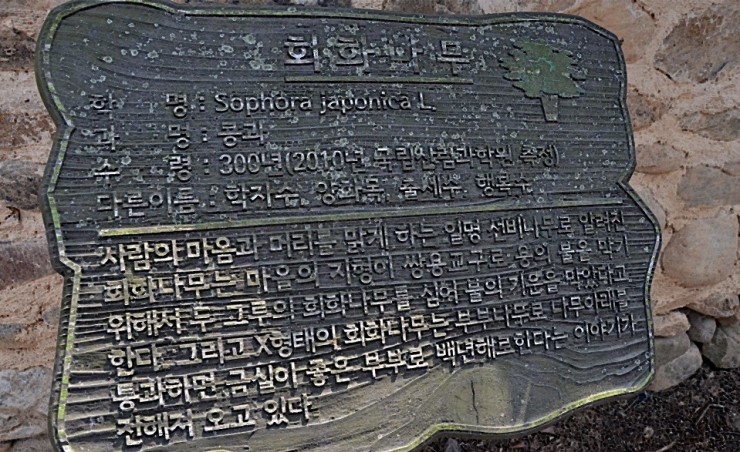 회화나무
학 명 : Sophora japonica L.
과 명 : 콩과
수 령 : 300년(2010년 국립산림과학원 측정)
다른이름 : 학자수, 양화목, 출세수, 행복수
사람의 마음과 머리를 맑게 하는 일명 선비나무로 알려진
회화나무는 마을의 지형이 쌍용교구로 용의 불을 막기
위해서 두 그루의 회화나무를 심어 불의 기운을 막았다고
한다. 그리고 X형태의 회화나무는 부부나무로 나무아래를
통과하면 금실이 좋은 부부로 백년해로한다는 이야기가
전해져 오고 있다.